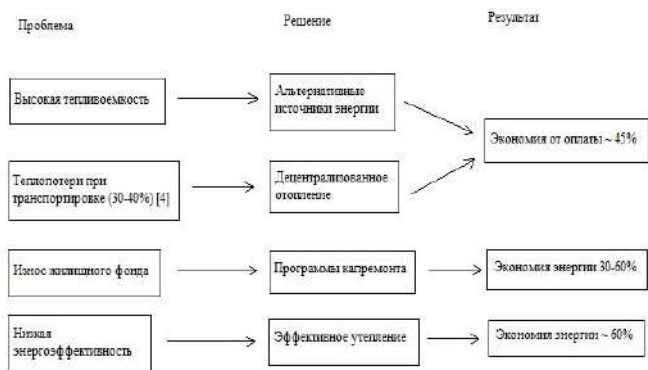 Проблема
Решение
Результат
Высокая тепливоемкость
Альтернативные
источники энергии
Экономия от оплаты ~ 45%
Теплопотери при
транспортировке (30-40%) [4]
Децентрализованное
отопление
Износ жилищного фонда
Программы капремонта
Экономия энергии 30-60%
Низкая
энергоэффективность
Эффективное утепление
Экономия энергии ~ 60%